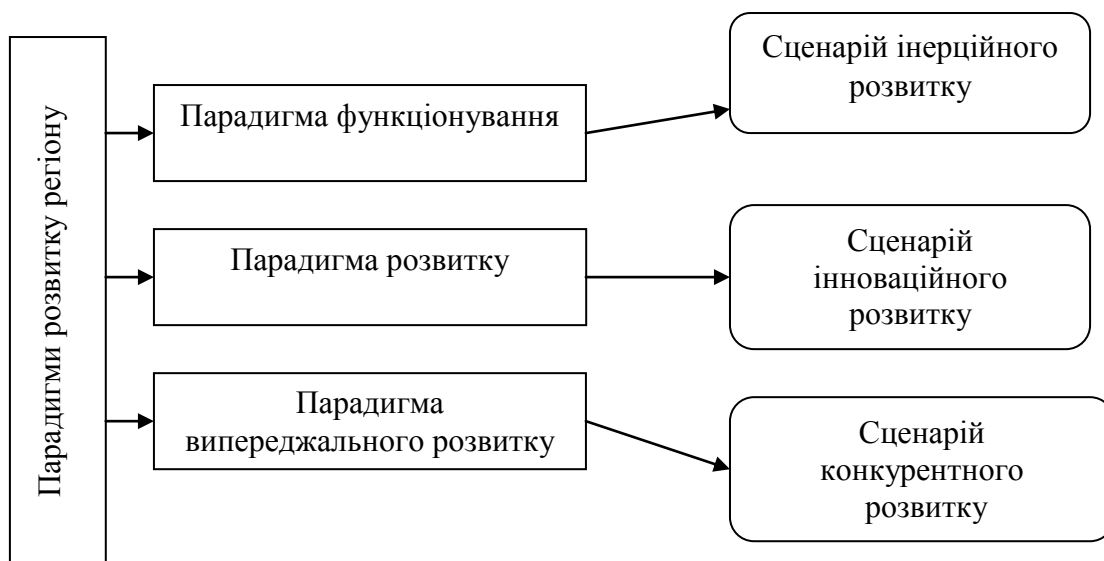 Парадигми розвитку регіону
Парадигма функціонування
Сценарій інерційного
розвитку
Парадигма розвитку
Сценарій
інноваційного
розвитку
Парадигма
випереджального розвитку
Сценарій
конкурентного
розвитку